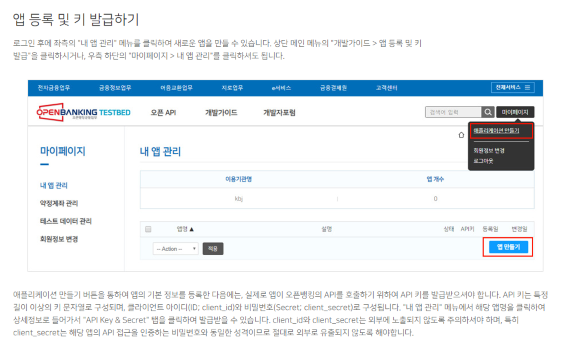 앱 등록 및 키 발급하기
로그인 후에 좌측의 "내 앱 관리" 메뉴를 클릭하여 새로운 앱을 만들 수 있습니다. 상단 메인 메뉴의 "개발가이드 > 앱 등록 및 키
발급"을 클릭하시거나, 우측 하단의 "마이페이지 > 내 앱 관리"를 클릭하셔도 됩니다.
전자금융업무 금융정보업무 어음교환업무 지로업무 e서비스 금융경제원 고객센터 전체서비스
OPENBANKING TESTBED 오픈 API 개발가이드 개발자포럼 검색어 입력 마이페이지
애플리케이션 만들기
회원정보 변경
로그아웃
마이페이지 내 앱 관리
내 앱 관리
약정계좌 관리
테스트 데이터 관리
회원정보 변경
이용기관명 앱 개수
kbj 0
앱명 ▲ 설명 상태 API키 등록일 변경일
-- Action -- 적용 앱 만들기
애플리케이션 만들기 버튼을 통하여 앱의 기본 정보를 등록한 다음에는, 실제로 앱이 오픈뱅킹의 API를 호출하기 위하여 API 키를 발급받으셔야 합니다. API 키는 특정
길이 이상의 키 문자열로 구성되며, 클라이언트 아이디(ID; client_id)와 비밀번호(Secret; client_secret)로 구성됩니다. "내 앱 관리" 메뉴에서 해당 앱명을 클릭하여
상세정보로 들어가서 "API Key & Secret" 탭을 클릭하여 발급받을 수 있습니다. client_id와 client_secret는 외부에 노출되지 않도록 주의하셔야 하며, 특히
client_secret는 해당 앱의 API 접근을 인증하는 비밀번호와 동일한 성격이므로 절대로 외부로 유출되지 않도록 해야합니다.